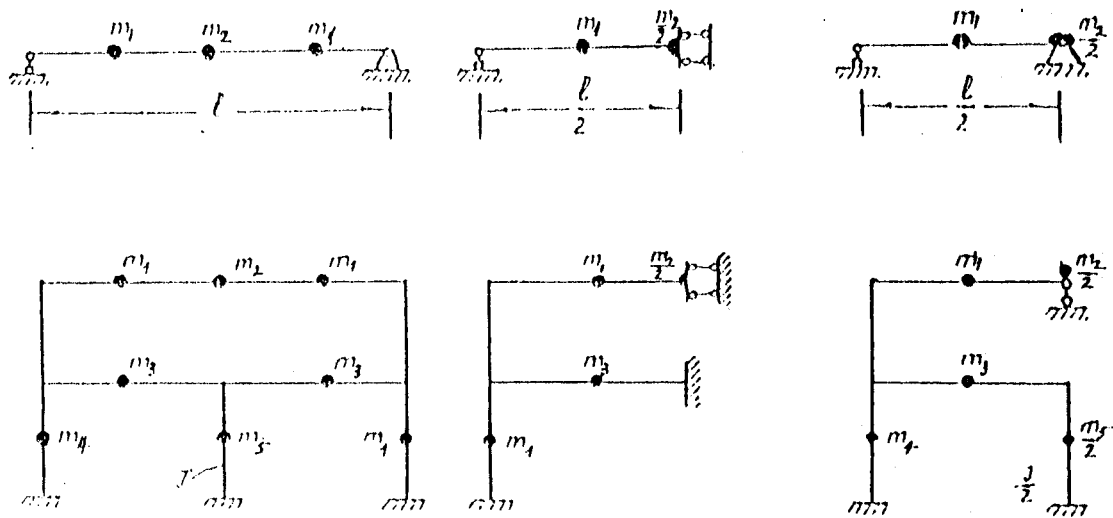 m₁ m₂ m₁
l
m₁ m₂/2
l/2
m₁ m₂/2
l/2
m₁ m₂ m₁
m₃ m₃
m₄ m₅ m₁
J
m₁ m₂/2
m₃
m₁
m₁ m₂/2
m₃
m₄ m₅/2
J/2